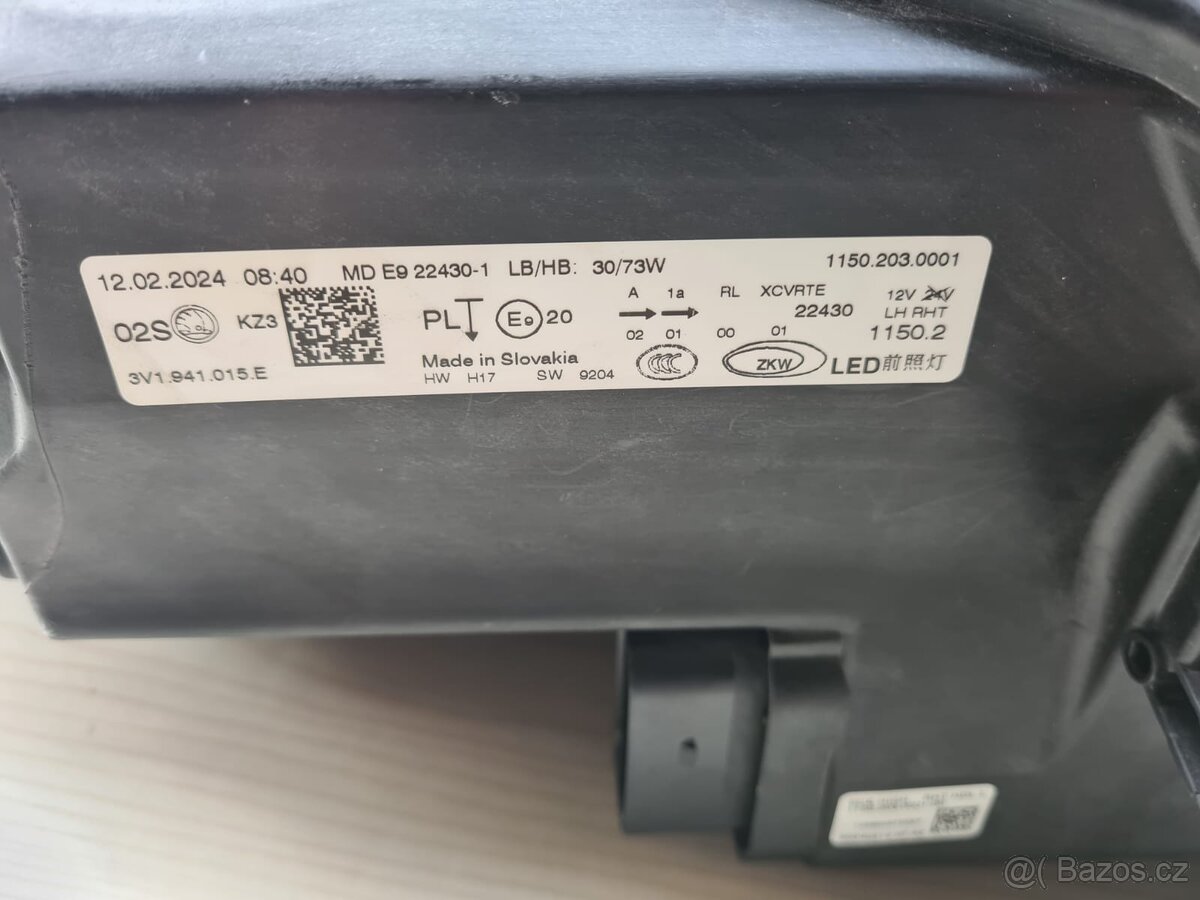 12.02.2024 08:40 MD E9 22430-1 LB/HB: 30/73W 1150.203.0001
02S KZ3 PL E9 20 A 1a RL XCVRTE 12V 24V
02 01 00 01 22430 LH RHT
1150.2
3V1.941.015.E Made in Slovakia CCC ZKW LED前照灯
HW H17 SW 9204
@( Bazos.cz